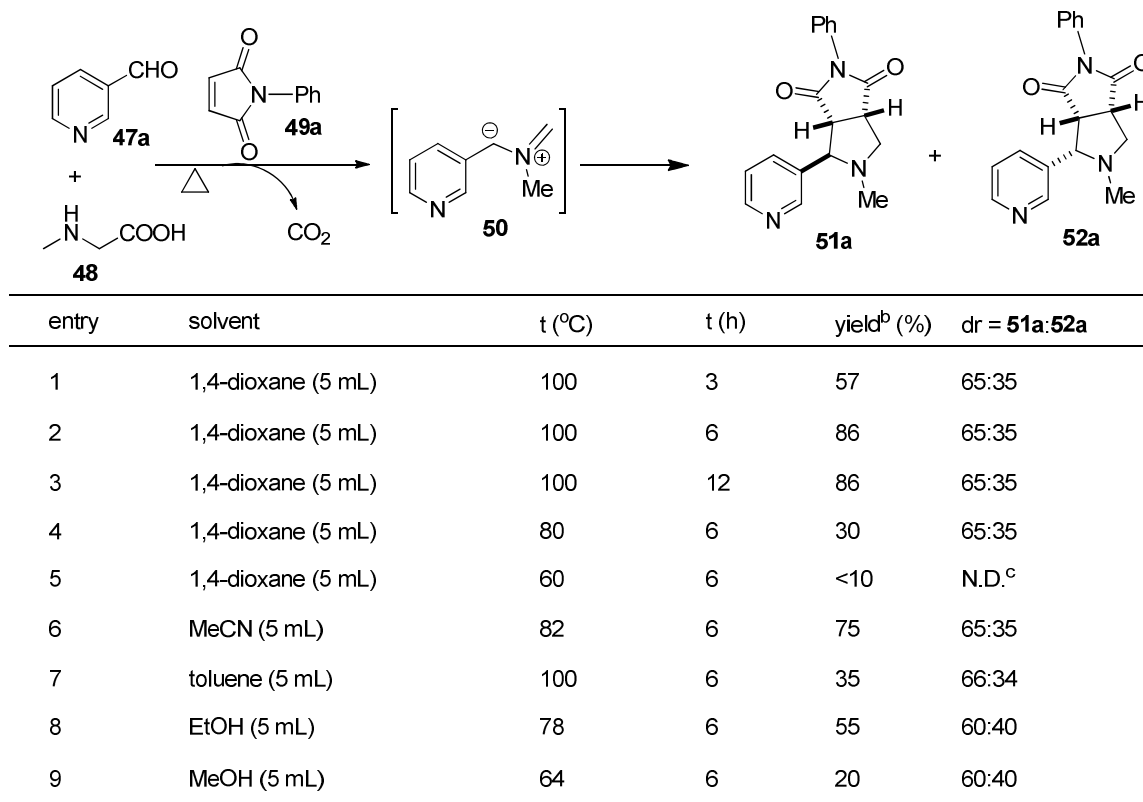 CHO
N
47a
+
H
N
COOH
48
O
N
Ph
O
49a
CO2
−
N
+
Me
N
50
Ph
N
O
O
H
H
N
Me
N
51a
+
Ph
N
O
O
H
H
N
Me
N
52a
entry solvent t (°C) t (h) yieldᵇ (%) dr = 51a:52a
1 1,4-dioxane (5 mL) 100 3 57 65:35
2 1,4-dioxane (5 mL) 100 6 86 65:35
3 1,4-dioxane (5 mL) 100 12 86 65:35
4 1,4-dioxane (5 mL) 80 6 30 65:35
5 1,4-dioxane (5 mL) 60 6 <10 N.D.ᶜ
6 MeCN (5 mL) 82 6 75 65:35
7 toluene (5 mL) 100 6 35 66:34
8 EtOH (5 mL) 78 6 55 60:40
9 MeOH (5 mL) 64 6 20 60:40